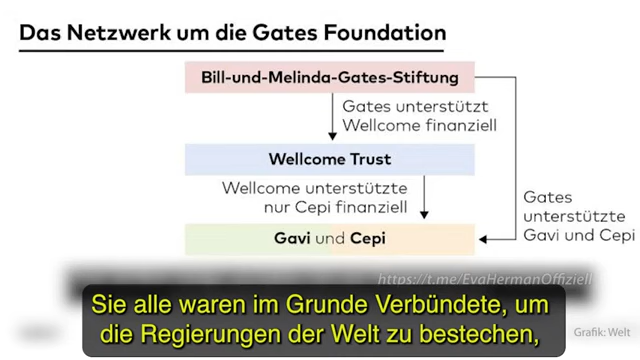 Das Netzwerk um die Gates Foundation
Bill-und-Melinda-Gates-Stiftung
Gates unterstützt
Wellcome finanziell
Wellcome Trust
Wellcome unterstützte
nur Cepi finanziell
Gates
unterstützte
Gavi und Cepi
Gavi und Cepi
https://t.me/EvaHermanOffiziell
Sie alle waren im Grunde Verbündete, um
die Regierungen der Welt zu bestechen,
Grafik: Welt